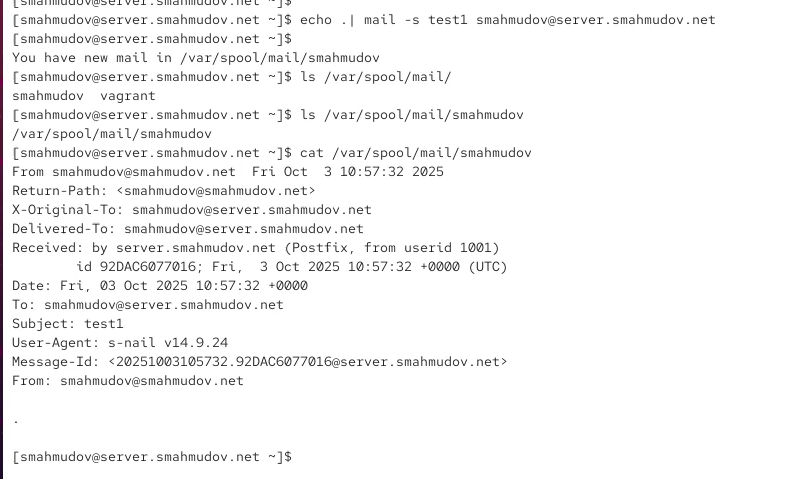 [smahmudov@server.smahmudov.net ~]$
[smahmudov@server.smahmudov.net ~]$ echo .| mail -s test1 smahmudov@server.smahmudov.net
[smahmudov@server.smahmudov.net ~]$
You have new mail in /var/spool/mail/smahmudov
[smahmudov@server.smahmudov.net ~]$ ls /var/spool/mail/
smahmudov  vagrant
[smahmudov@server.smahmudov.net ~]$ ls /var/spool/mail/smahmudov
/var/spool/mail/smahmudov
[smahmudov@server.smahmudov.net ~]$ cat /var/spool/mail/smahmudov
From smahmudov@smahmudov.net  Fri Oct  3 10:57:32 2025
Return-Path: <smahmudov@smahmudov.net>
X-Original-To: smahmudov@server.smahmudov.net
Delivered-To: smahmudov@server.smahmudov.net
Received: by server.smahmudov.net (Postfix, from userid 1001)
        id 92DAC6077016; Fri,  3 Oct 2025 10:57:32 +0000 (UTC)
Date: Fri, 03 Oct 2025 10:57:32 +0000
To: smahmudov@server.smahmudov.net
Subject: test1
User-Agent: s-nail v14.9.24
Message-Id: <20251003105732.92DAC6077016@server.smahmudov.net>
From: smahmudov@smahmudov.net
.
[smahmudov@server.smahmudov.net ~]$